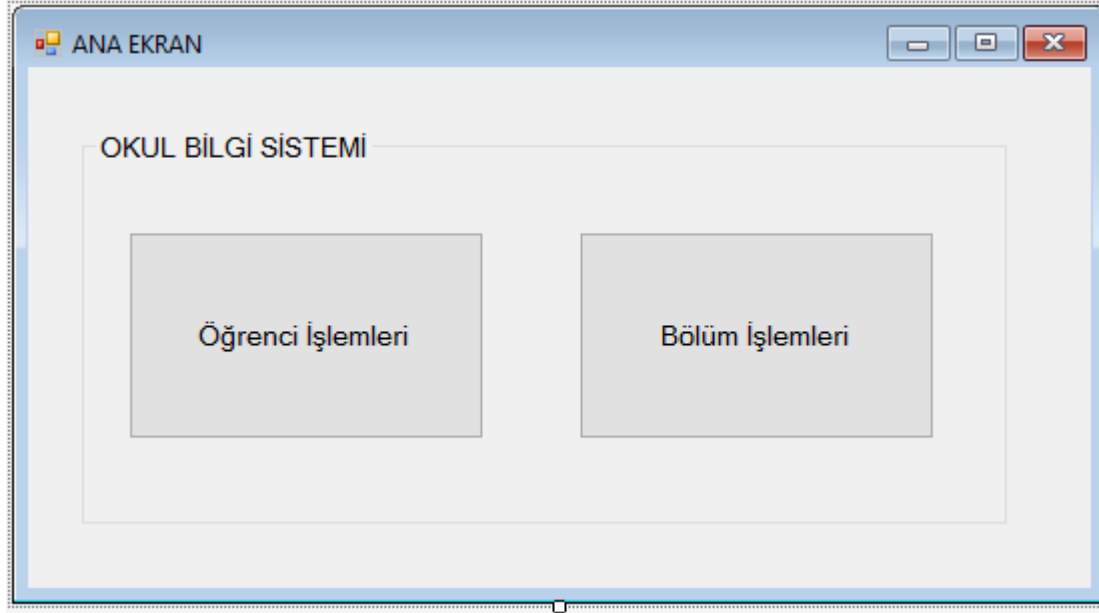 ANA EKRAN
OKUL BİLGİ SİSTEMİ
Öğrenci İşlemleri
Bölüm İşlemleri